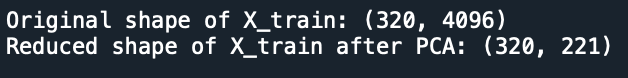 Original shape of X_train: (320, 4096)
Reduced shape of X_train after PCA: (320, 221)